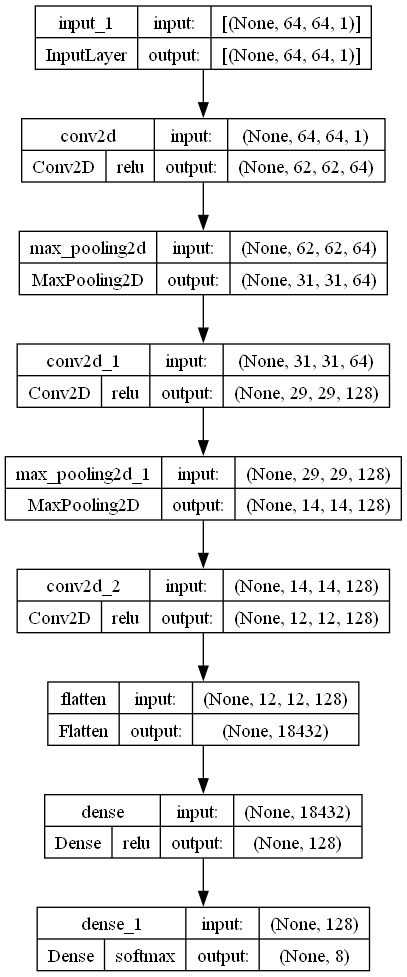 input_1 input: [(None, 64, 64, 1)]
InputLayer output: [(None, 64, 64, 1)]
conv2d input: (None, 64, 64, 1)
Conv2D relu output: (None, 62, 62, 64)
max_pooling2d input: (None, 62, 62, 64)
MaxPooling2D output: (None, 31, 31, 64)
conv2d_1 input: (None, 31, 31, 64)
Conv2D relu output: (None, 29, 29, 128)
max_pooling2d_1 input: (None, 29, 29, 128)
MaxPooling2D output: (None, 14, 14, 128)
conv2d_2 input: (None, 14, 14, 128)
Conv2D relu output: (None, 12, 12, 128)
flatten input: (None, 12, 12, 128)
Flatten output: (None, 18432)
dense input: (None, 18432)
Dense relu output: (None, 128)
dense_1 input: (None, 128)
Dense softmax output: (None, 8)